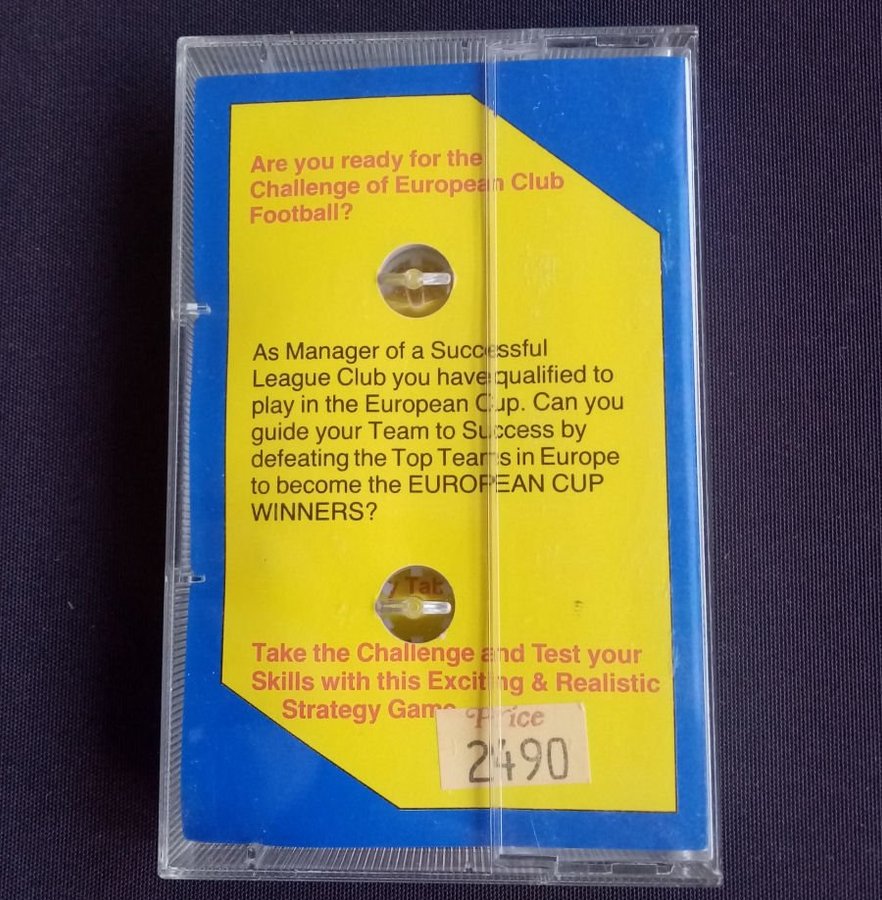 Are you ready for the
Challenge of European Club
Football?
As Manager of a Successful
League Club you have qualified to
play in the European Cup. Can you
guide your Team to Success by
defeating the Top Teams in Europe
to become the EUROPEAN CUP
WINNERS?
Take the Challenge and Test your
Skills with this Exciting & Realistic
Strategy Game
Price
2490